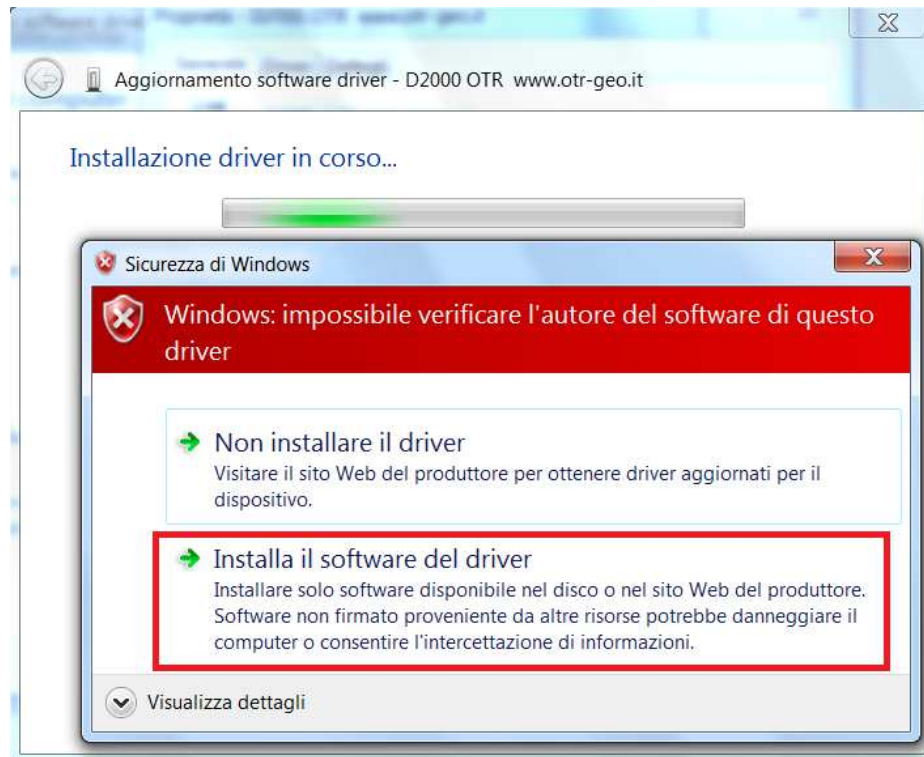 Aggiornamento software driver - D2000 OTR www.otr-geo.it
Installazione driver in corso...
Sicurezza di Windows
Windows: impossibile verificare l'autore del software di questo
driver
Non installare il driver
Visitare il sito Web del produttore per ottenere driver aggiornati per il
dispositivo.
Installa il software del driver
Installare solo software disponibile nel disco o nel sito Web del produttore.
Software non firmato proveniente da altre risorse potrebbe danneggiare il
computer o consentire l'intercettazione di informazioni.
Visualizza dettagli